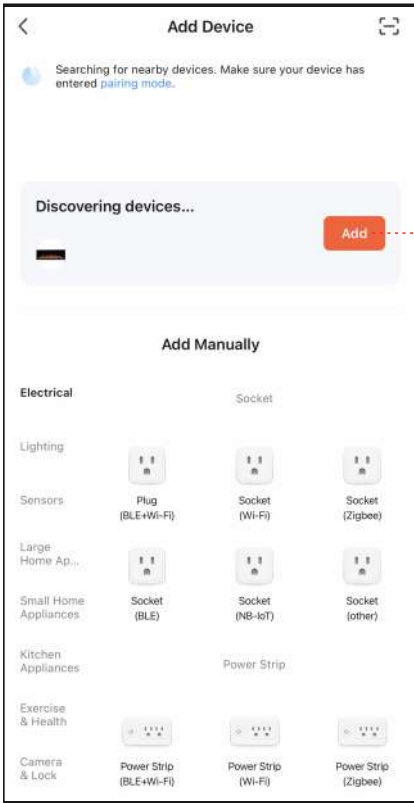 Add Device
Searching for nearby devices. Make sure your device has
entered pairing mode.
Discovering devices...
Add
Add Manually
Electrical
Socket
Lighting
Sensors
Plug
(BLE+Wi-Fi)
Socket
(Wi-Fi)
Socket
(Zigbee)
Large
Home Ap...
Small Home
Appliances
Socket
(BLE)
Socket
(NB-IoT)
Socket
(other)
Kitchen
Appliances
Power Strip
Exercise
& Health
Camera
& Lock
Power Strip
(BLE+Wi-Fi)
Power Strip
(Wi-Fi)
Power Strip
(Zigbee)